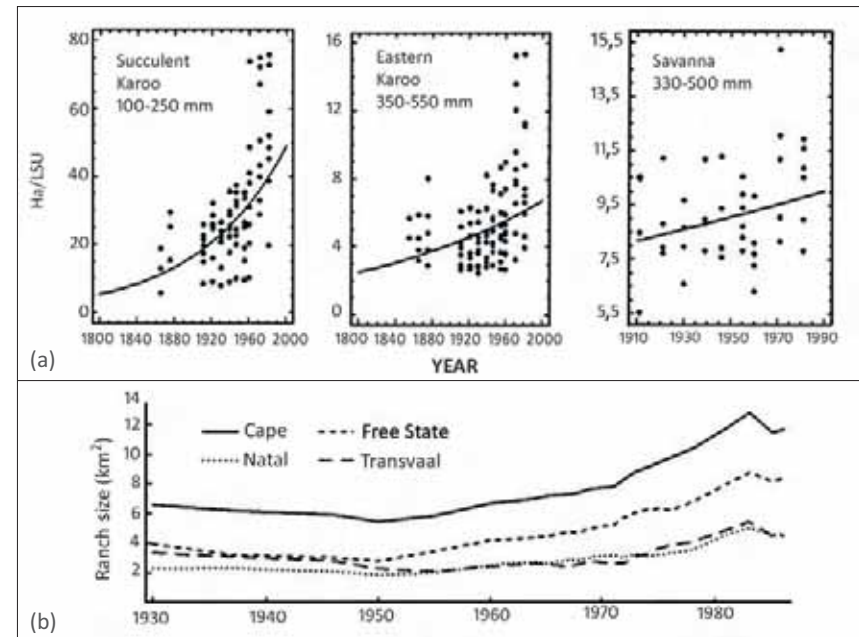 80
60
40
20
0
Succulent
Karoo
100-250 mm
1800 1840 1880 1920 1960 2000
Ha/LSU
16
12
8
4
0
Eastern
Karoo
350-550 mm
1800 1840 1880 1920 1960 2000
15,5
13,5
11,5
9,5
7,5
5,5
Savanna
330-500 mm
1910 1930 1950 1970 1990
YEAR
(a)
14
12
10
8
6
4
2
Ranch size (km²)
Cape Free State
Natal Transvaal
1930 1940 1950 1960 1970 1980
(b)